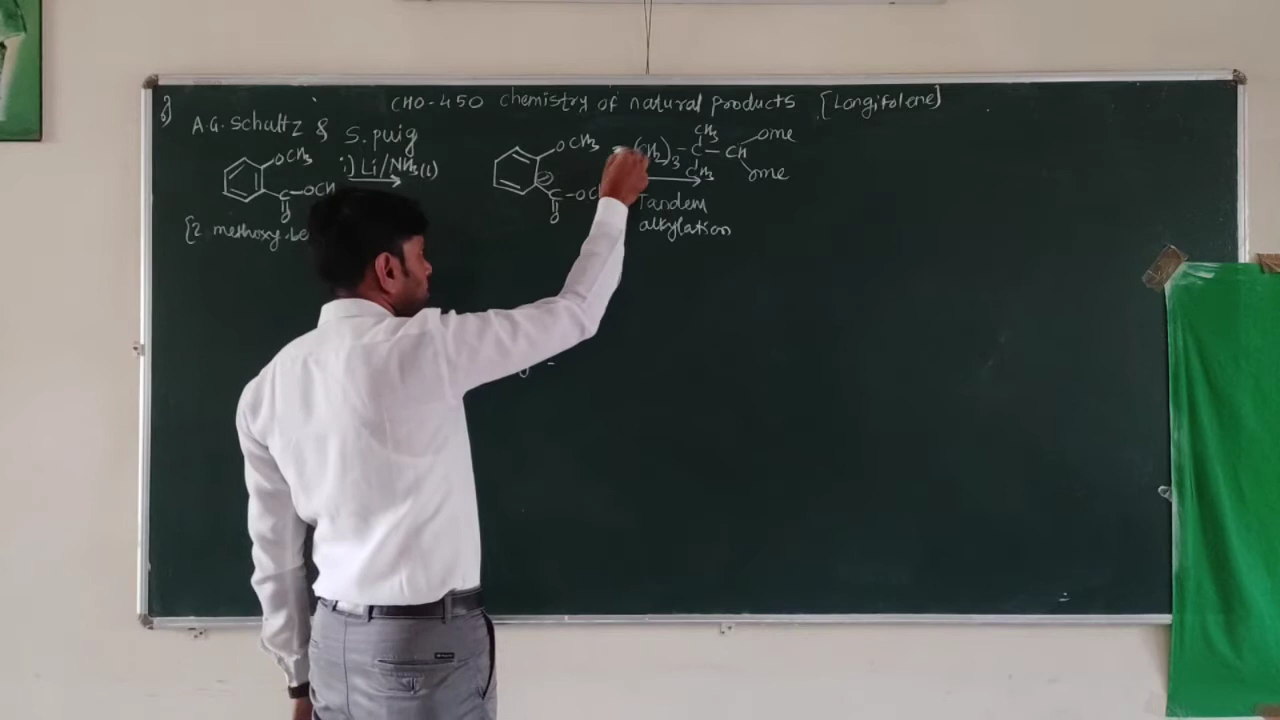 CHO-450 chemistry of natural products [Longifolene]
A.G. Schultz & S. puig
OCH3
i) Li/NH3(l)
C-OCH
O
[2 methoxy-be
OCH3
C-O
O
(CH2)3-C-CH
CH3
CH3
OMe
OMe
Tandem
alkylation